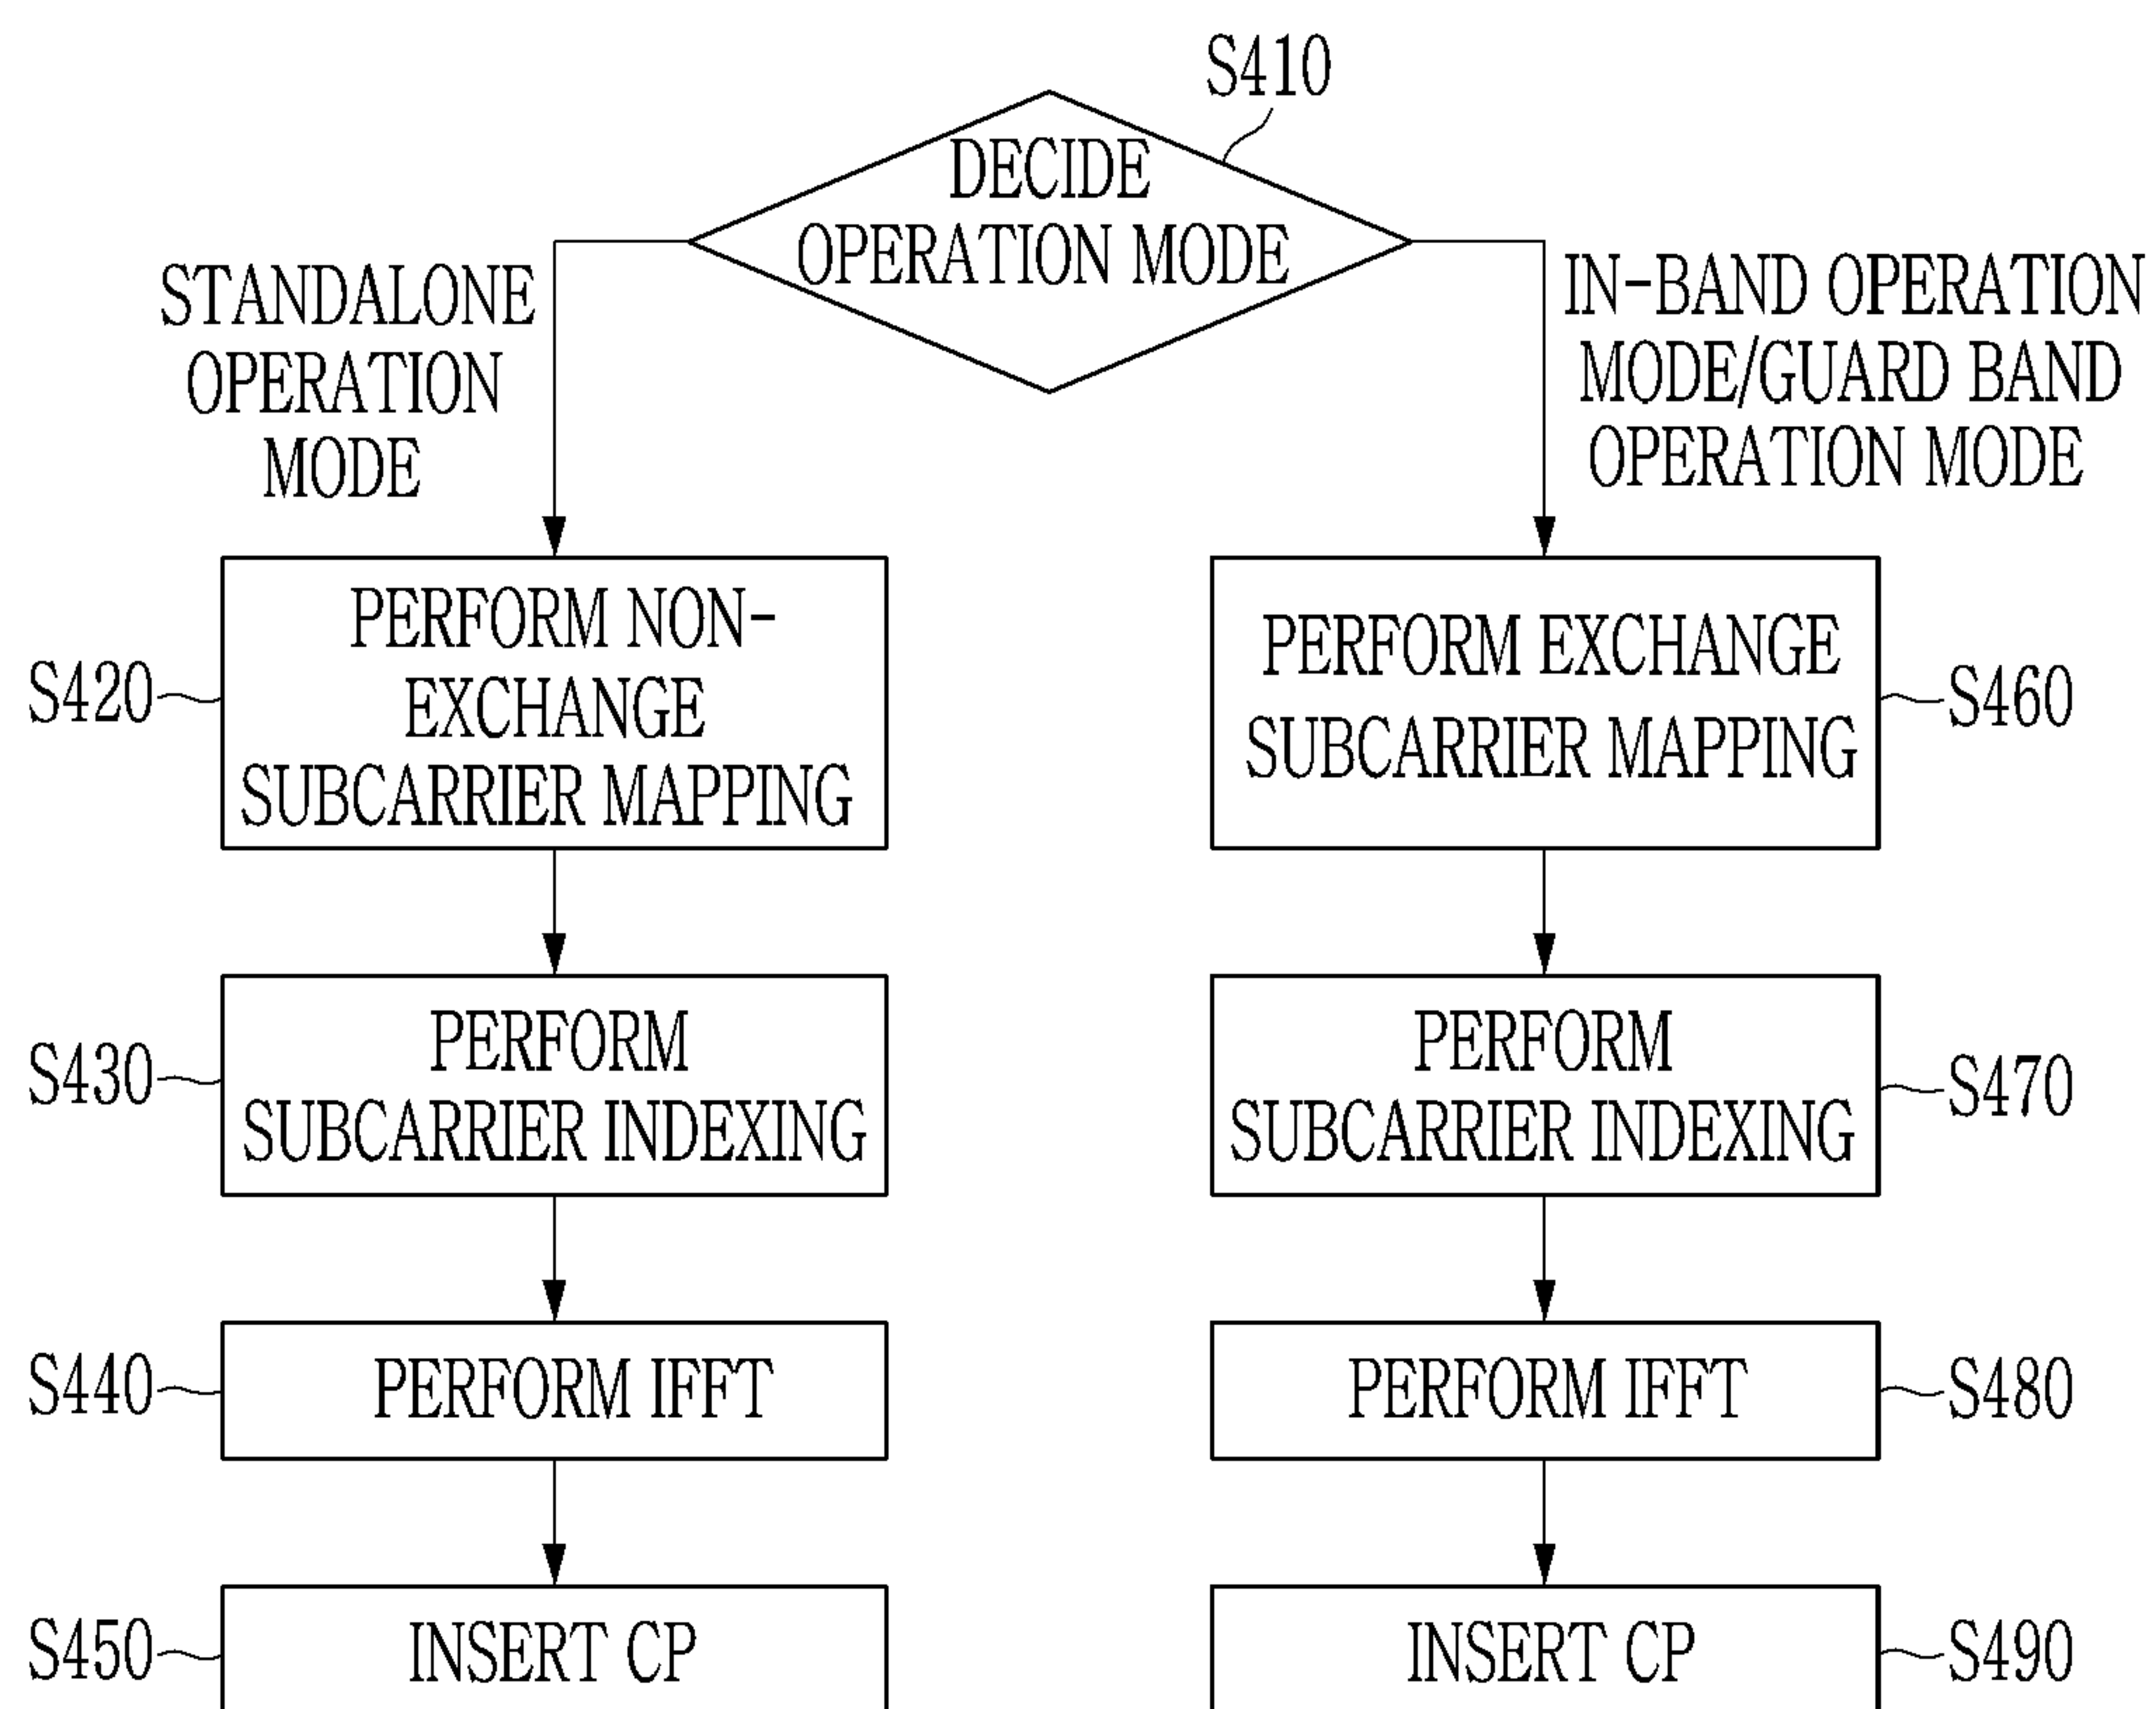 S410
DECIDE
OPERATION MODE
STANDALONE
OPERATION
MODE
IN-BAND OPERATION
MODE/GUARD BAND
OPERATION MODE
S420
PERFORM NON-
EXCHANGE
SUBCARRIER MAPPING
PERFORM EXCHANGE
SUBCARRIER MAPPING
S460
S430
PERFORM
SUBCARRIER INDEXING
PERFORM
SUBCARRIER INDEXING
S470
S440
PERFORM IFFT
PERFORM IFFT
S480
S450
INSERT CP
INSERT CP
S490